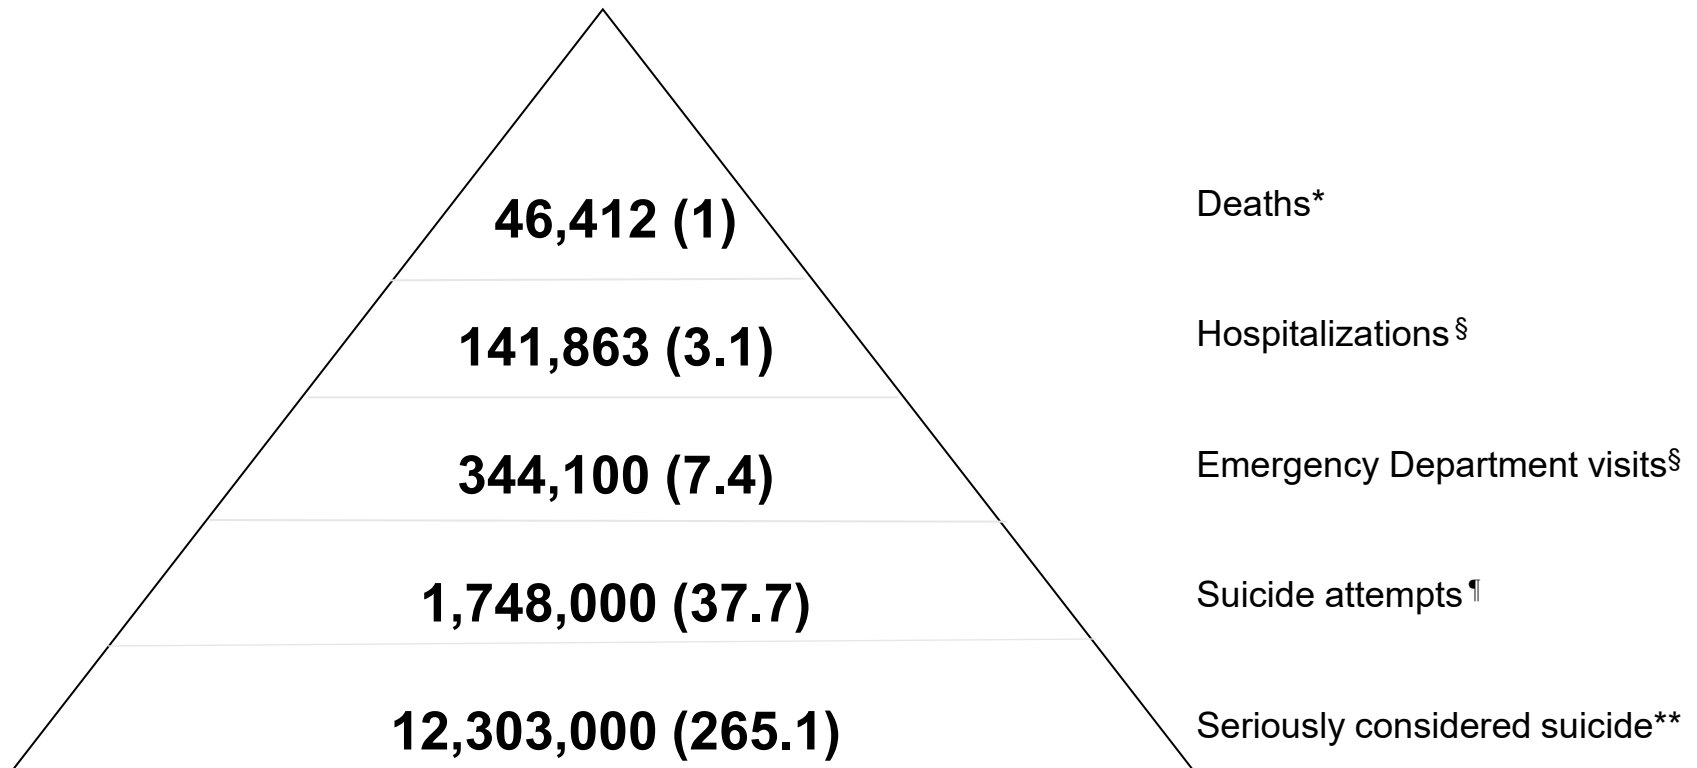 46,412 (1)
Deaths*
141,863 (3.1)
Hospitalizations §
344,100 (7.4)
Emergency Department visits§
1,748,000 (37.7)
Suicide attempts ¶
12,303,000 (265.1)
Seriously considered suicide**